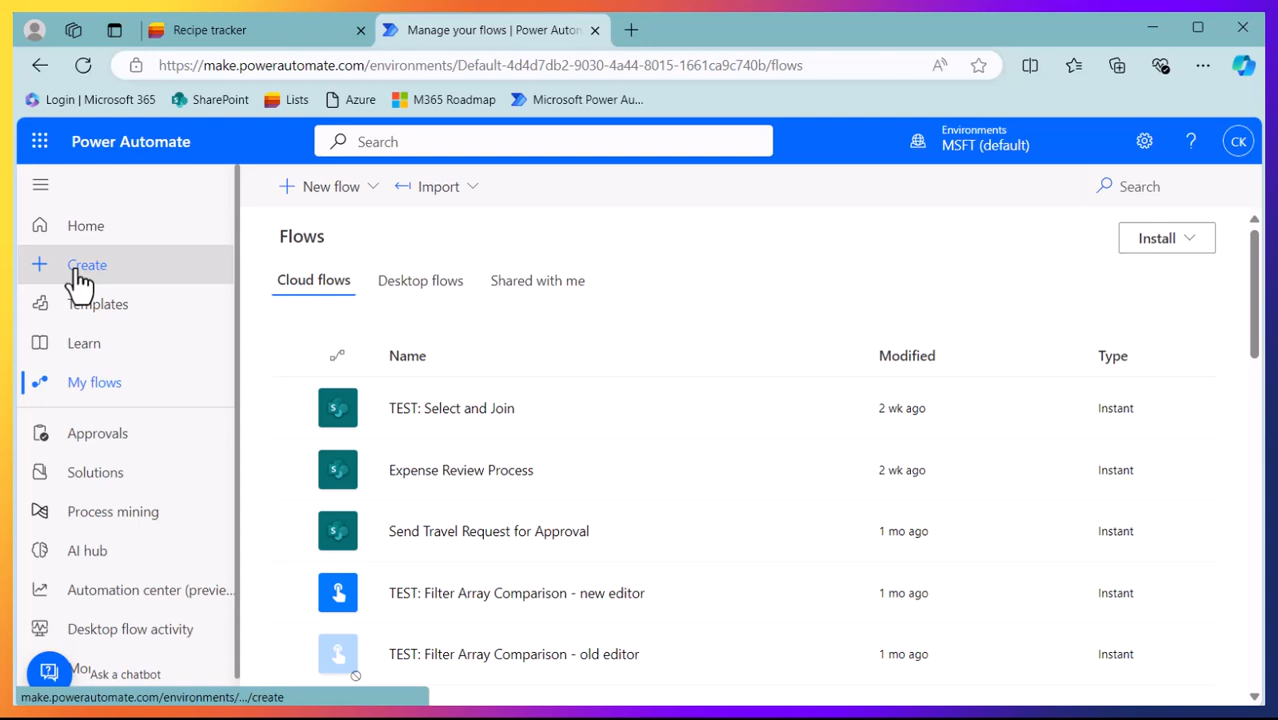 Recipe tracker
Manage your flows | Power Autom
https://make.powerautomate.com/environments/Default-4d4d7db2-9030-4a44-8015-1661ca9c740b/flows
Login | Microsoft 365
SharePoint
Lists
Azure
M365 Roadmap
Microsoft Power Au...
Power Automate
Search
Environments
MSFT (default)
?
CK
New flow
Import
Search
Home
Create
Templates
Learn
My flows
Approvals
Solutions
Process mining
AI hub
Automation center (previe...
Desktop flow activity
Ask a chatbot
Flows
Install
Cloud flows
Desktop flows
Shared with me
Name
Modified
Type
TEST: Select and Join
2 wk ago
Instant
Expense Review Process
2 wk ago
Instant
Send Travel Request for Approval
1 mo ago
Instant
TEST: Filter Array Comparison - new editor
1 mo ago
Instant
TEST: Filter Array Comparison - old editor
1 mo ago
Instant
make.powerautomate.com/environments/.../create